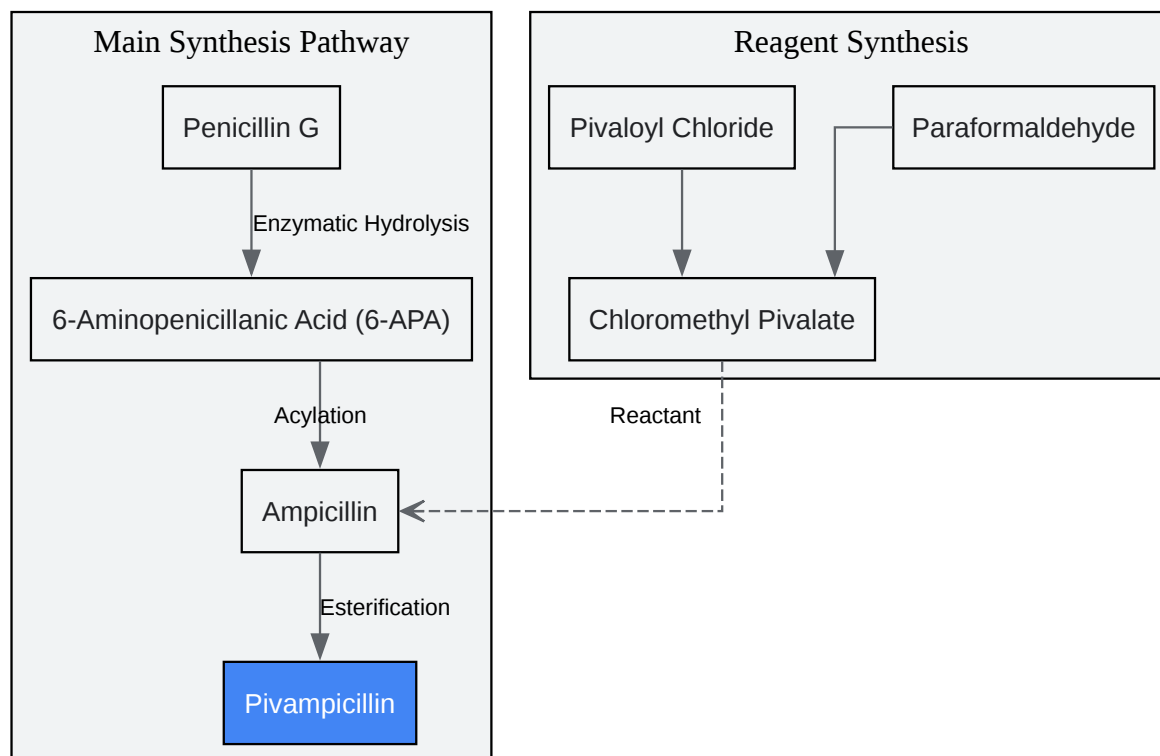 Main Synthesis Pathway
Penicillin G
Enzymatic Hydrolysis
6-Aminopenicillanic Acid (6-APA)
Acylation
Ampicillin
Esterification
Pivampicillin
Reagent Synthesis
Pivaloyl Chloride
Paraformaldehyde
Chloromethyl Pivalate
Reactant